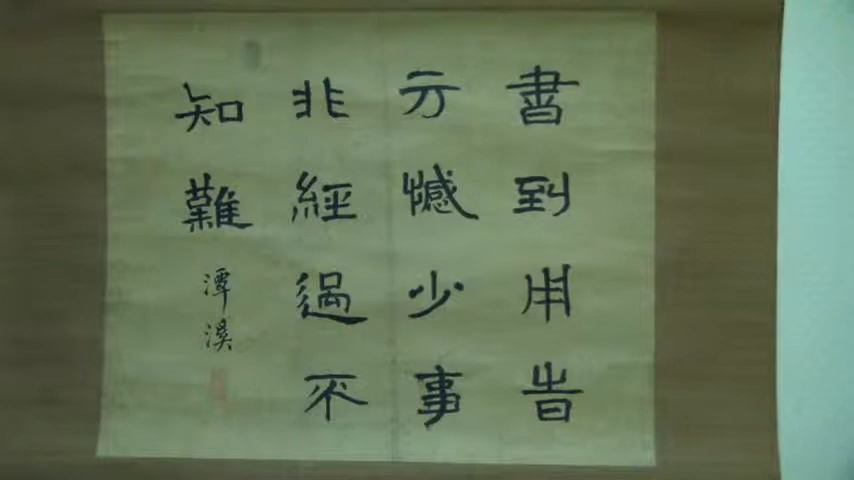 書到用旹
方憾少事
非經過不
知難
潭溪